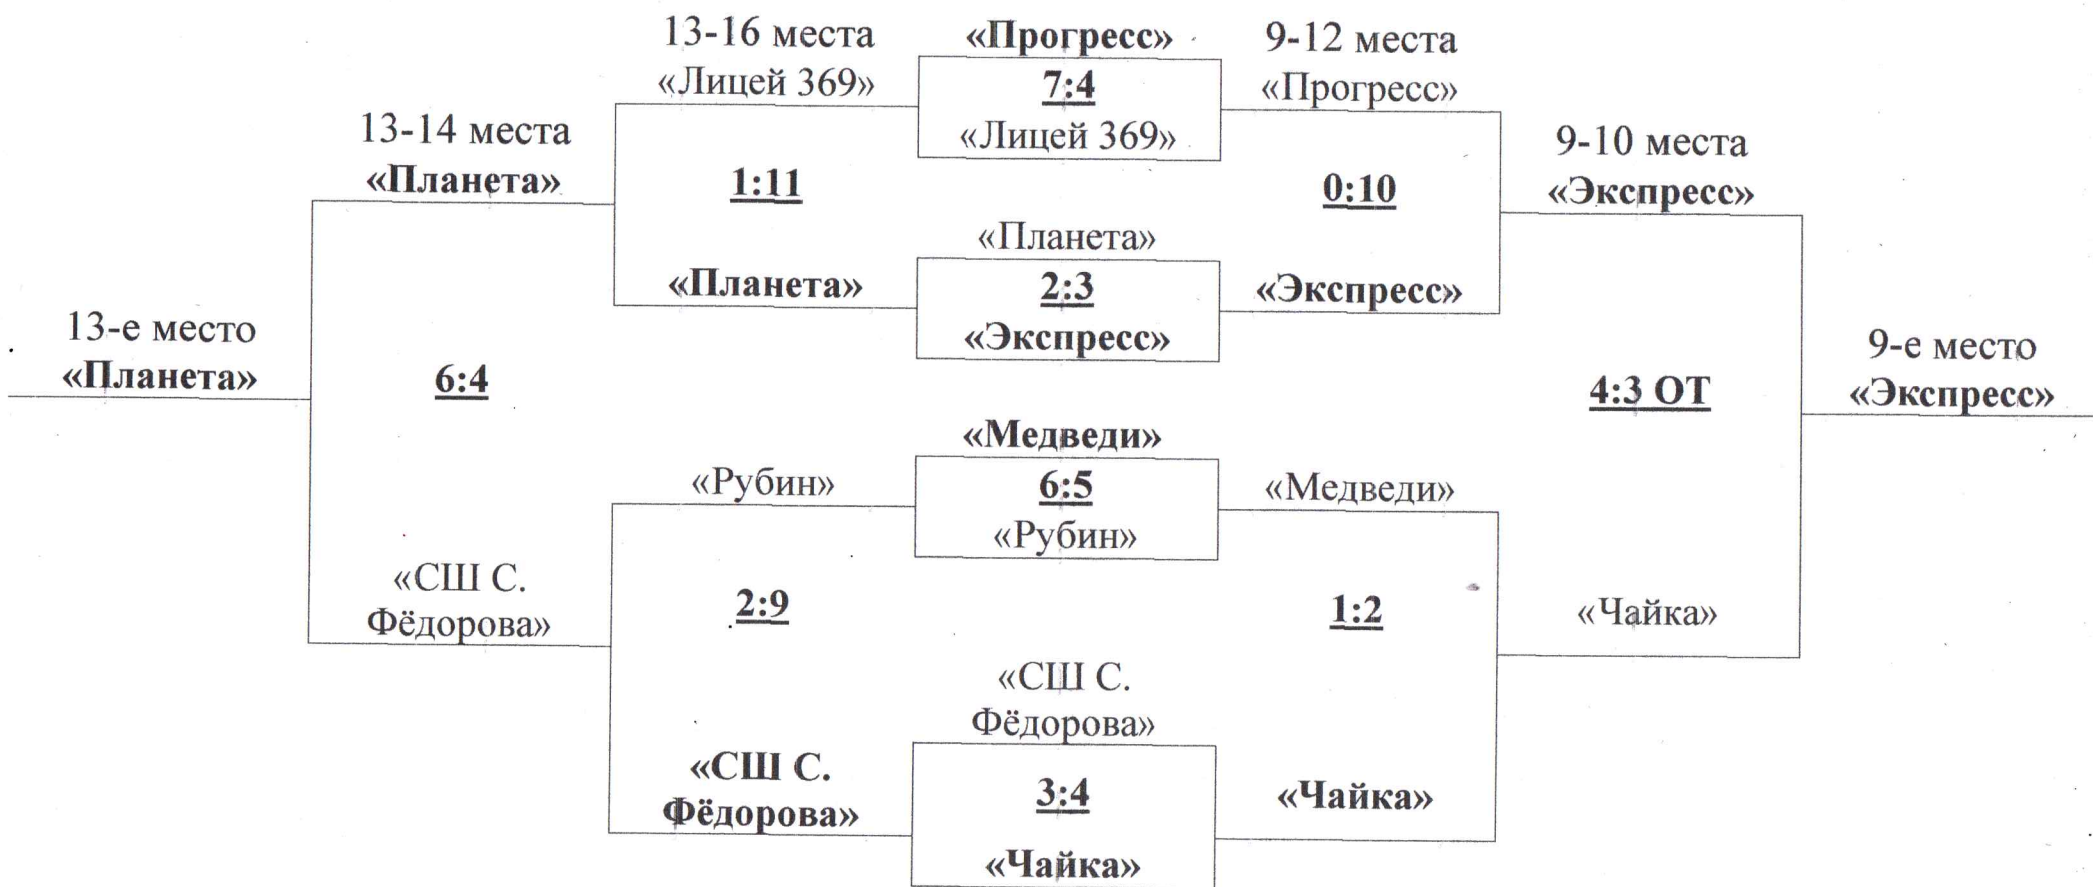 13-16 места
«Лицей 369»
«Прогресс»
7:4
«Лицей 369»
9-12 места
«Прогресс»
13-14 места
«Планета»
1:11
0:10
9-10 места
«Экспресс»
«Планета»
«Планета»
2:3
«Экспресс»
«Экспресс»
13-е место
«Планета»
6:4
4:3 ОТ
9-е место
«Экспресс»
«Рубин»
«Медведи»
6:5
«Рубин»
«Медведи»
«СШ С.
Фёдорова»
2:9
1:2
«Чайка»
«СШ С.
Фёдорова»
«СШ С.
Фёдорова»
3:4
«Чайка»
«Чайка»